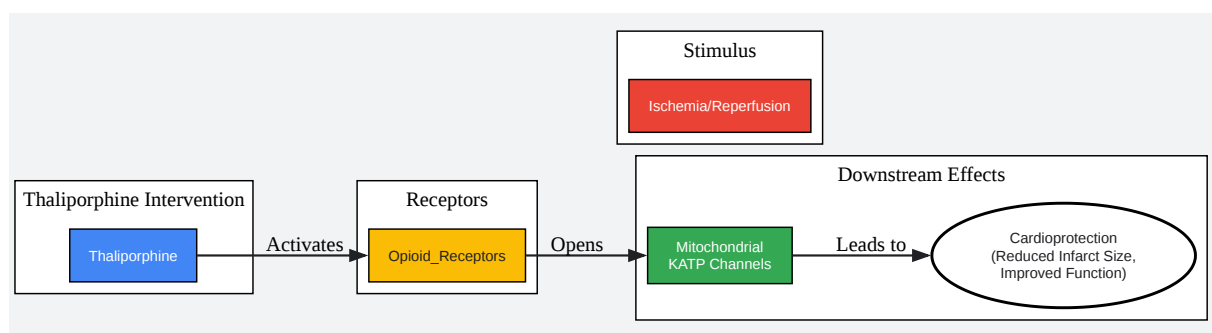 Stimulus
Ischemia/Reperfusion
Thaliporphine Intervention
Thaliporphine
Activates
Receptors
Opioid_Receptors
Opens
Downstream Effects
Mitochondrial
KATP Channels
Leads to
Cardioprotection
(Reduced Infarct Size,
Improved Function)